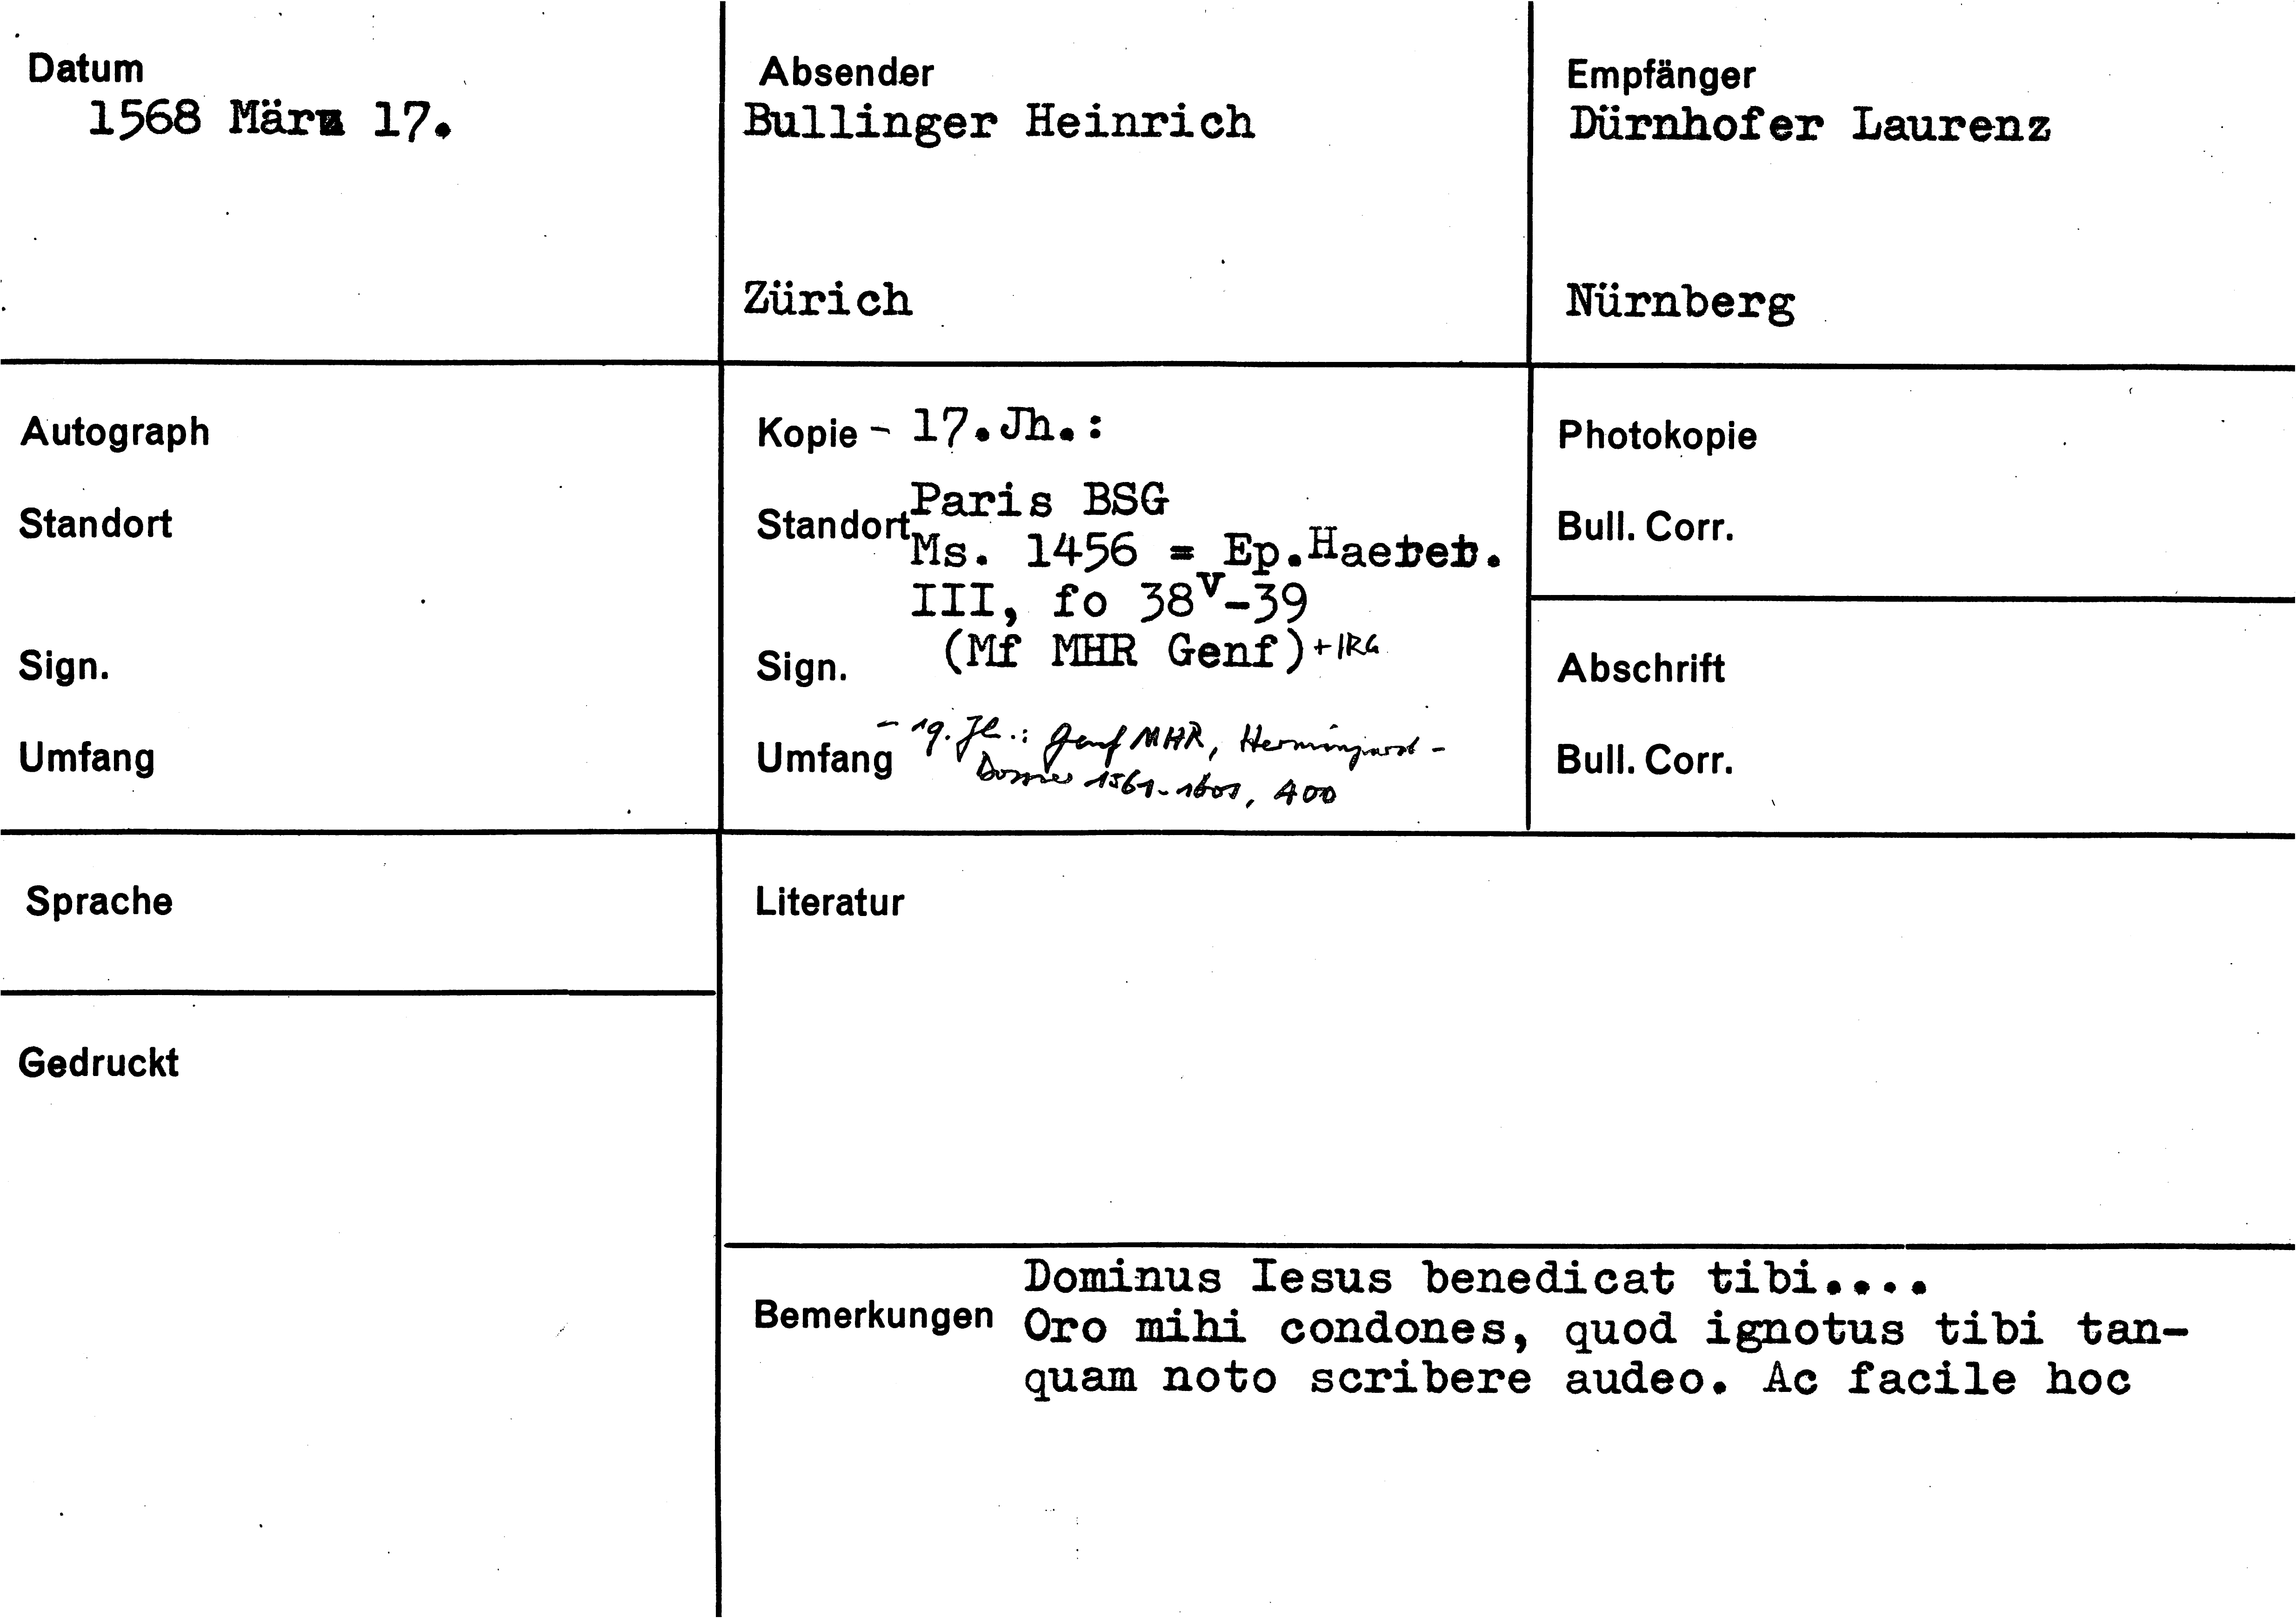 Datum
1568 März 17.
Absender
Bullinger Heinrich
Zürich
Empfänger
Dürnhofer Laurenz
Nürnberg
Autograph
Standort
Sign.
Umfang
Kopie - 17.Jh.:
Standort Paris BSG
Ms. 1456 = Ep.Haeret.
III, fo 38v-39
Sign. (Mf MHR Genf) + IRG
Umfang - 19. Jh.: Genf MHR, Herminjard-
Dossier 1561-1601, 400
Photokopie
Bull. Corr.
Abschrift
Bull. Corr.
Sprache
Gedruckt
Literatur
Bemerkungen
Dominus Iesus benedicat tibi....
Oro mihi condones, quod ignotus tibi tan-
quam noto scribere audeo. Ac facile hoc